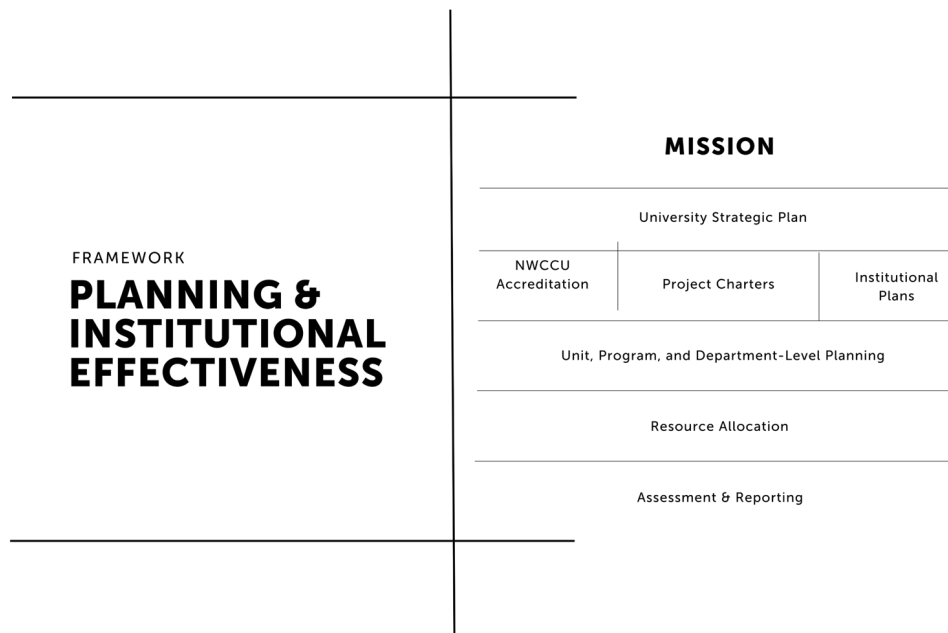 FRAMEWORK
PLANNING &
INSTITUTIONAL
EFFECTIVENESS
MISSION
University Strategic Plan
NWCCU
Accreditation
Project Charters
Institutional
Plans
Unit, Program, and Department-Level Planning
Resource Allocation
Assessment & Reporting